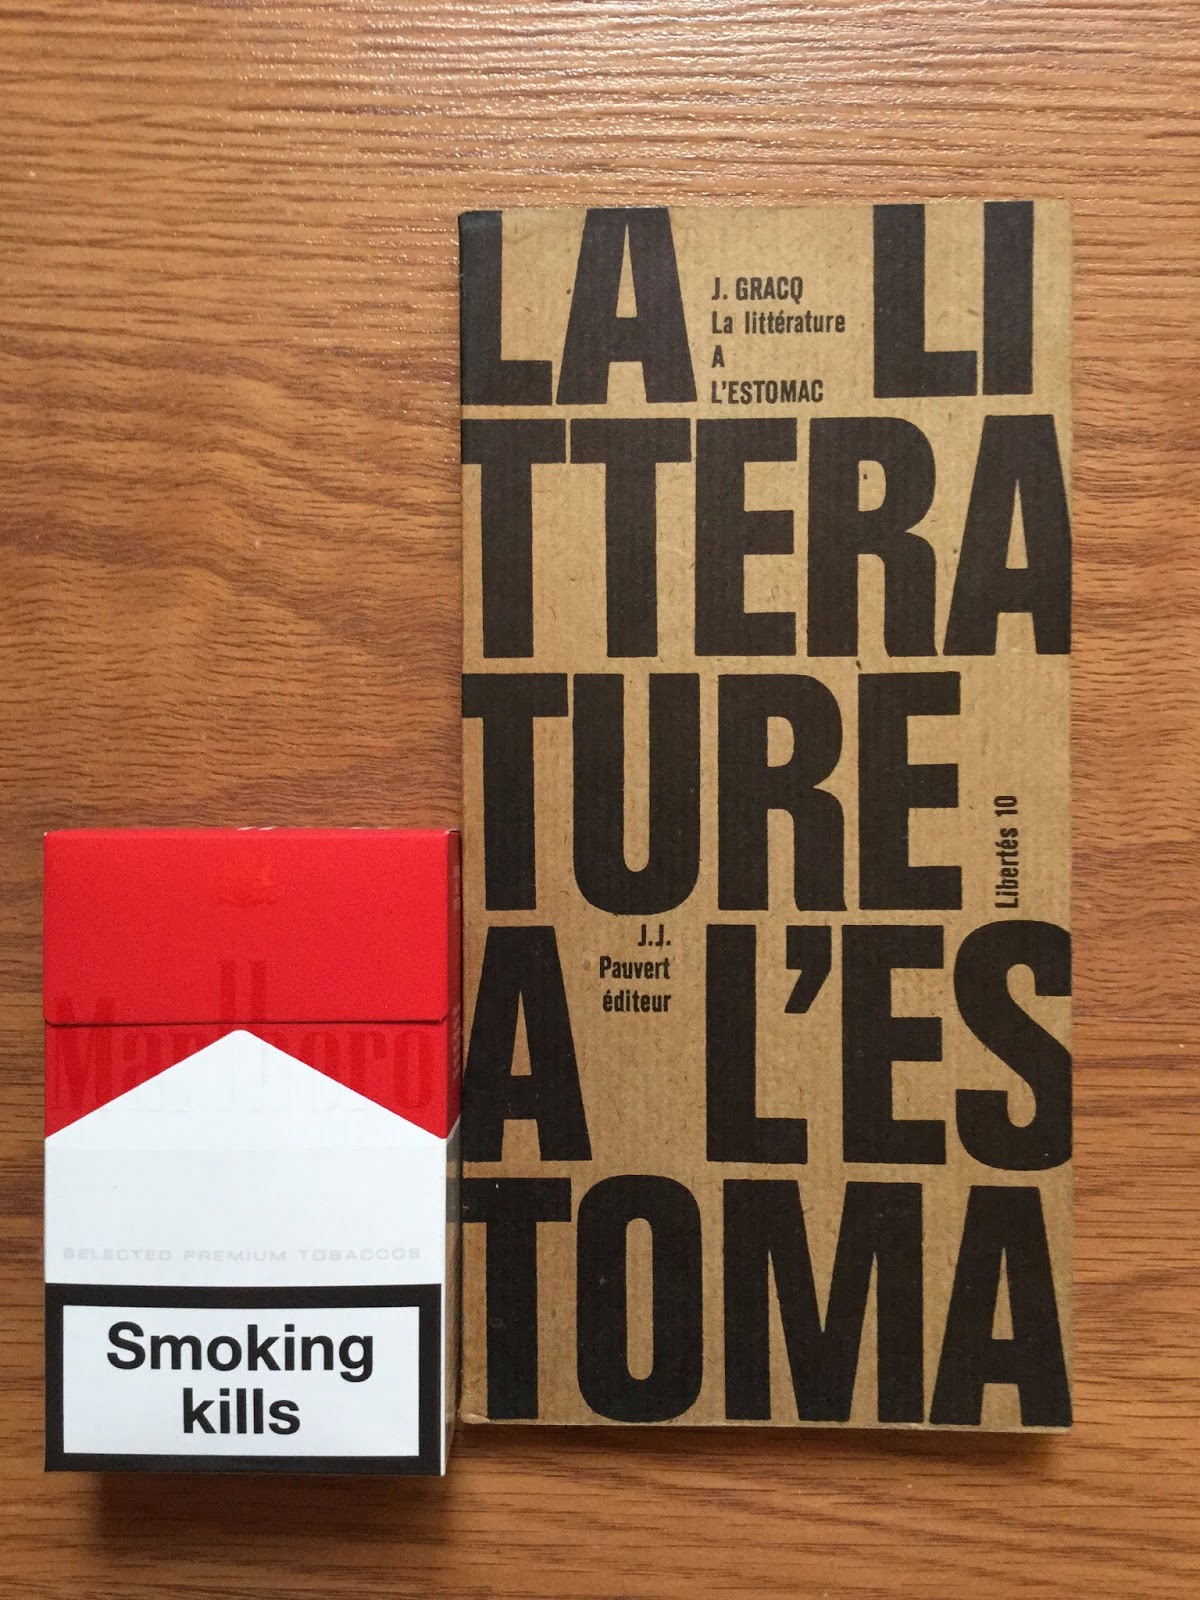 LA LI
TTERA
TURE
A L'ES
TOMA
J. GRACQ
La littérature
A
L'ESTOMAC
Libertés 10
J.J.
Pauvert
éditeur
Marlboro
SELECTED PREMIUM TOBACCOS
Smoking
kills